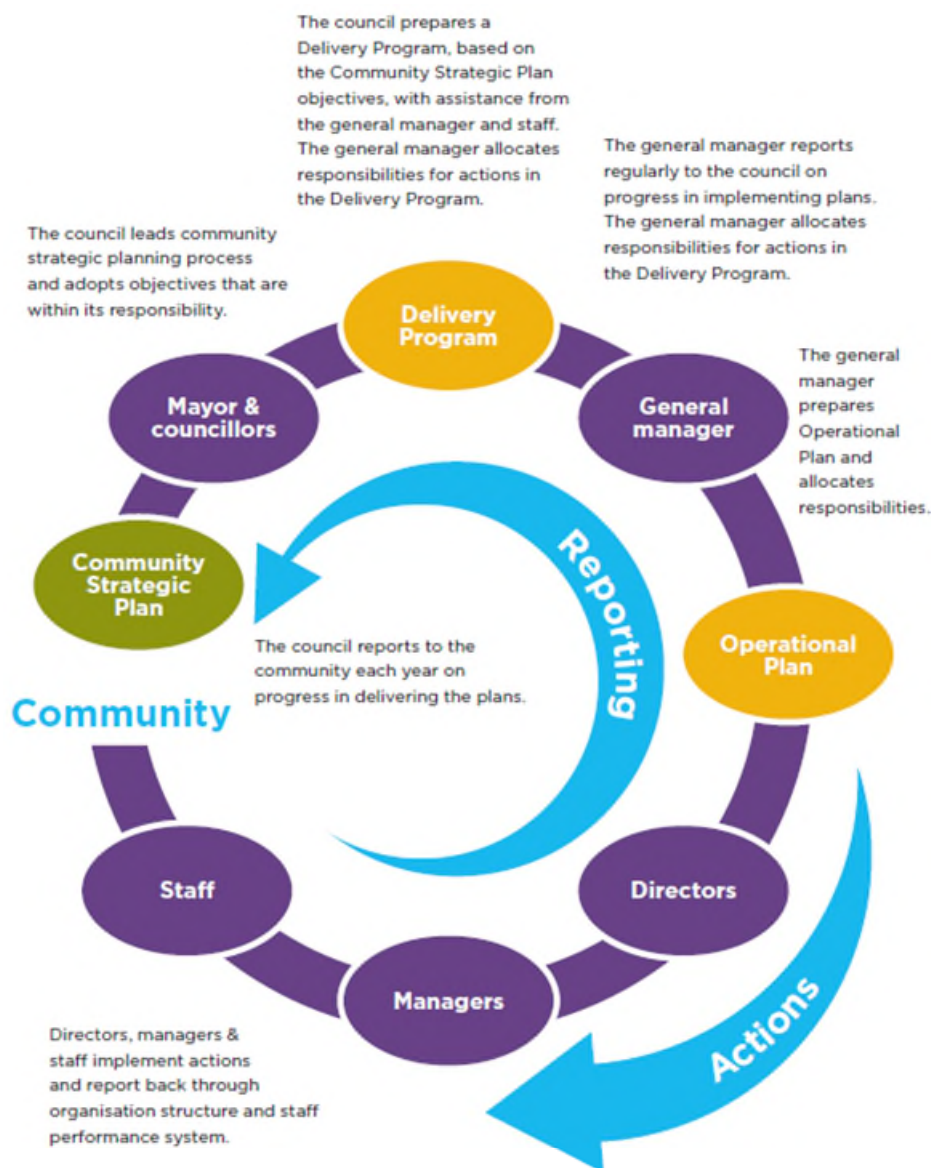 The council prepares a
Delivery Program, based on
the Community Strategic Plan
objectives, with assistance from
the general manager and staff.
The general manager allocates
responsibilities for actions in
the Delivery Program.
The general manager reports
regularly to the council on
progress in implementing plans.
The general manager allocates
responsibilities for actions in
the Delivery Program.
The council leads community
strategic planning process
and adopts objectives that are
within its responsibility.
Delivery
Program
Mayor &
councillors
General
manager
The general
manager
prepares
Operational
Plan and
allocates
responsibilities.
Community
Strategic
Plan
Reporting
The council reports to the
community each year on
progress in delivering the plans.
Operational
Plan
Community
Staff
Directors
Managers
Actions
Directors, managers &
staff implement actions
and report back through
organisation structure and staff
performance system.